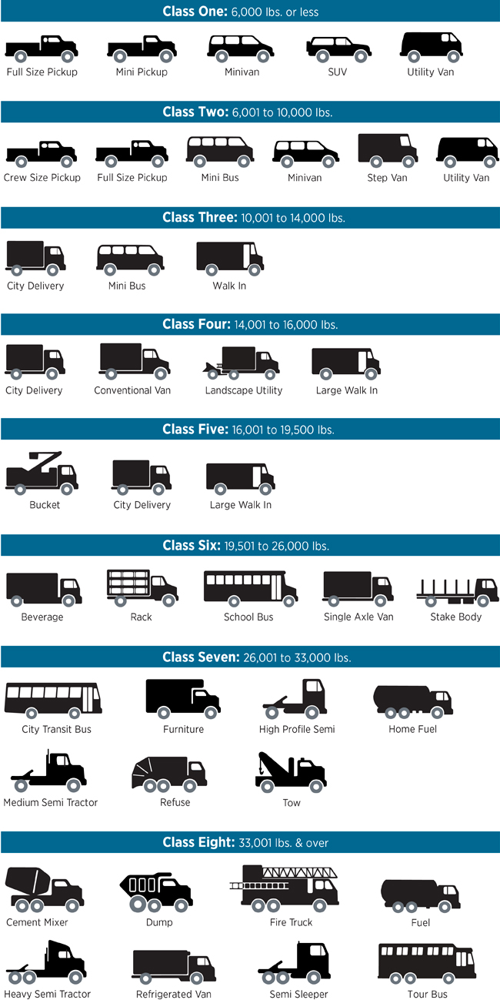 Class One: 6,000 lbs. or less
Full Size Pickup
Mini Pickup
Minivan
SUV
Utility Van
Class Two: 6,001 to 10,000 lbs.
Crew Size Pickup
Full Size Pickup
Mini Bus
Minivan
Step Van
Utility Van
Class Three: 10,001 to 14,000 lbs.
City Delivery
Mini Bus
Walk In
Class Four: 14,001 to 16,000 lbs.
City Delivery
Conventional Van
Landscape Utility
Large Walk In
Class Five: 16,001 to 19,500 lbs.
Bucket
City Delivery
Large Walk In
Class Six: 19,501 to 26,000 lbs.
Beverage
Rack
School Bus
Single Axle Van
Stake Body
Class Seven: 26,001 to 33,000 lbs.
City Transit Bus
Furniture
High Profile Semi
Home Fuel
Medium Semi Tractor
Refuse
Tow
Class Eight: 33,001 lbs. & over
Cement Mixer
Dump
Fire Truck
Fuel
Heavy Semi Tractor
Refrigerated Van
Semi Sleeper
Tour Bus